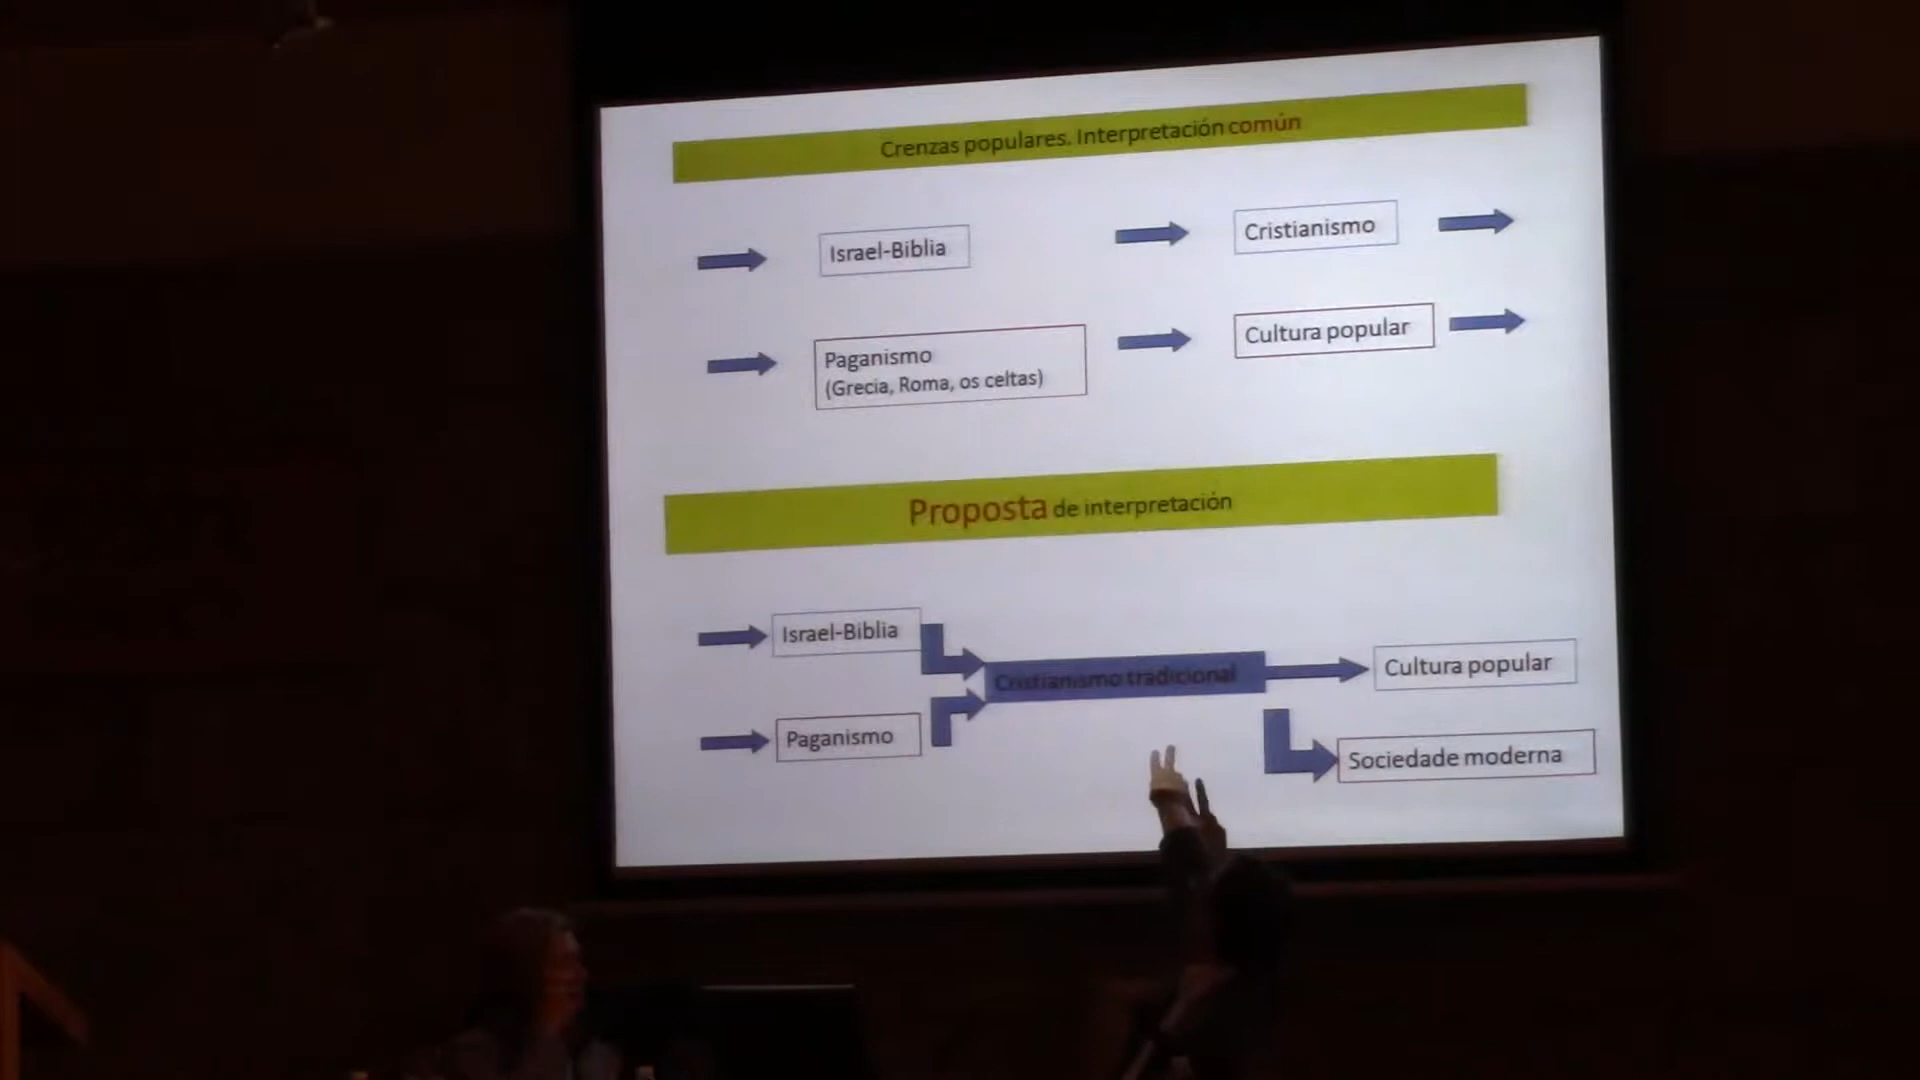 Crenzas populares. Interpretación común
Israel-Biblia
Cristianismo
Paganismo
(Grecia, Roma, os celtas)
Cultura popular
Proposta de interpretación
Israel-Biblia
Cristianismo tradicional
Cultura popular
Paganismo
Sociedade moderna